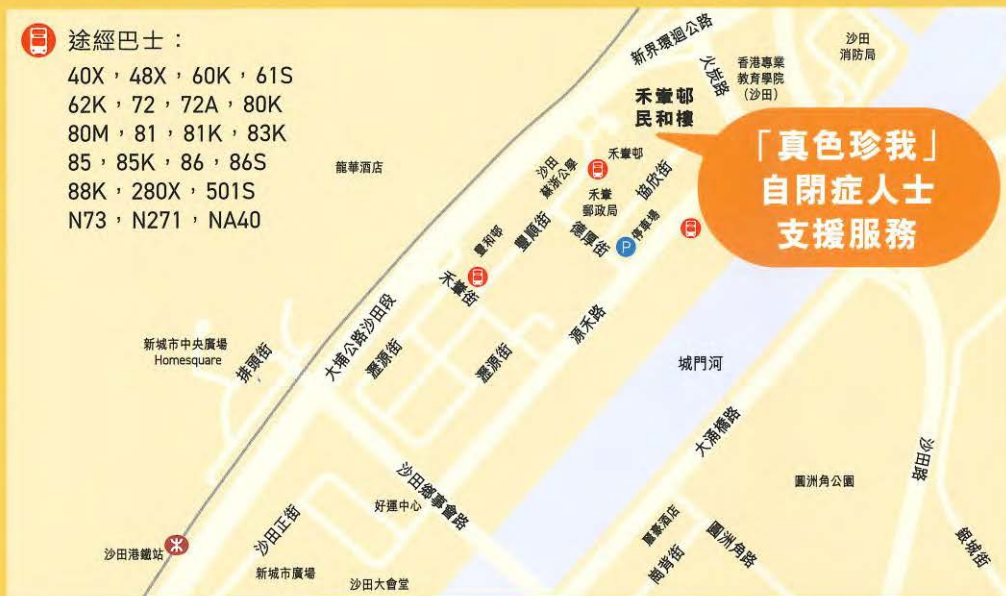 途經巴士：
40X，48X，60K，61S
62K，72，72A，80K
80M，81，81K，83K
85，85K，86，86S
88K，280X，501S
N73，N271，NA40
新界環迴公路
火炭路
香港專業
教育學院
（沙田）
沙田
消防局
禾輋邨
民和樓
「真色珍我」
自閉症人士
支援服務
龍華酒店
沙田
蘇浙公學
禾輋邨
禾輋
郵政局
協欣街
停車場
P
德厚街
豐順街
豐和邨
禾輋街
大埔公路沙田段
瀝源街
瀝源街
源禾路
新城市中央廣場
Homesquare
排頭街
城門河
大涌橋路
沙田路
圓洲角公園
沙田鄉事會路
好運中心
沙田正街
沙田港鐵站
新城市廣場
沙田大會堂
麗豪酒店
崗背街
圓洲角路
銀城街